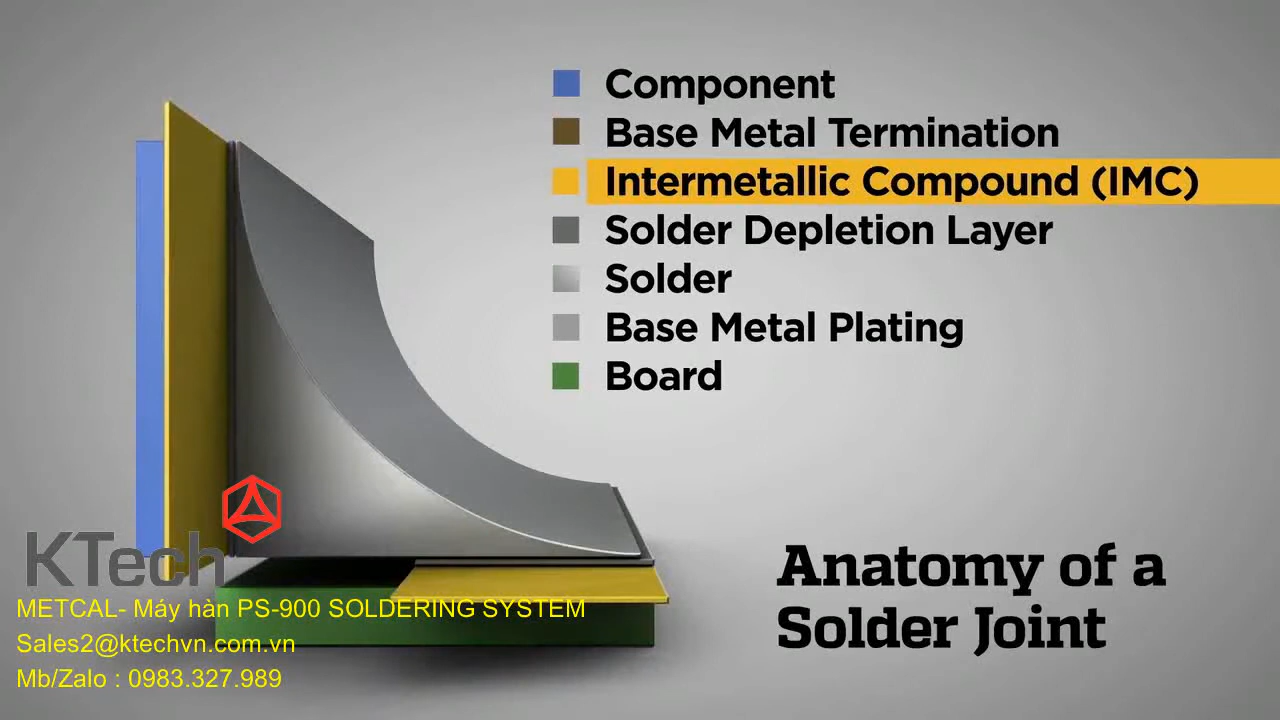 Component
Base Metal Termination
Intermetallic Compound (IMC)
Solder Depletion Layer
Solder
Base Metal Plating
Board
KTech
METCAL- Máy hàn PS-900 SOLDERING SYSTEM
Sales2@ktechvn.com.vn
Mb/Zalo : 0983.327.989
Anatomy of a
Solder Joint